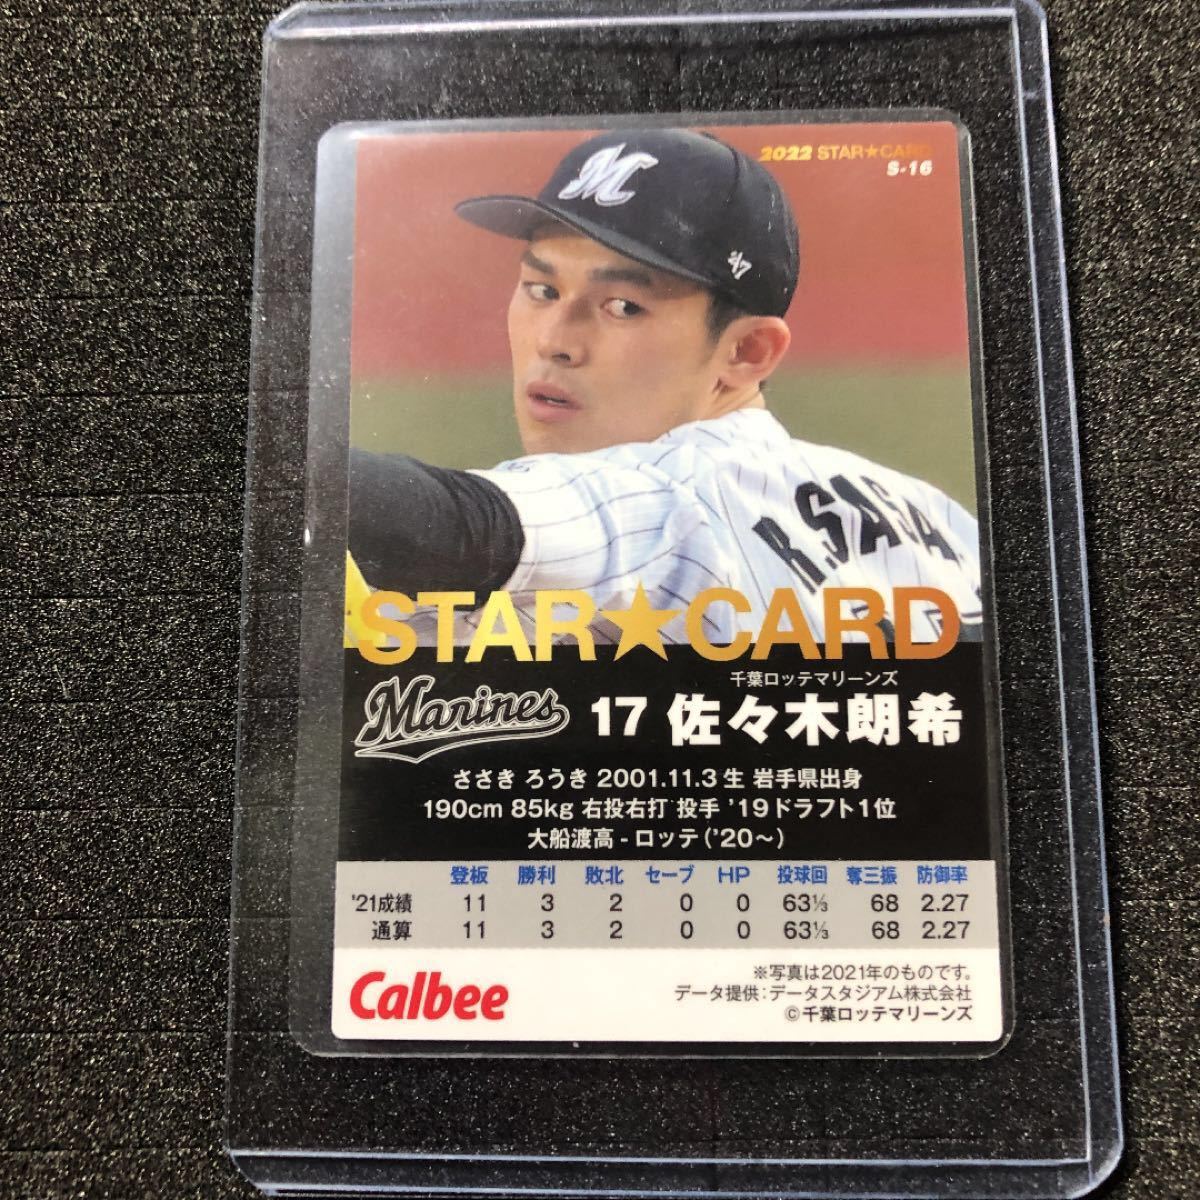 2022 STAR★CARD
S-16
M
'47
R.SASA
STAR★CARD
千葉ロッテマリーンズ
Marines 17 佐々木朗希
ささき ろうき 2001.11.3生 岩手県出身
190cm 85kg 右投右打 投手 '19ドラフト1位
大船渡高-ロッテ('20〜)
登板 勝利 敗北 セーブ HP 投球回 奪三振 防御率
'21成績 11 3 2 0 0 63⅓ 68 2.27
通算 11 3 2 0 0 63⅓ 68 2.27
Calbee
※写真は2021年のものです。
データ提供:データスタジアム株式会社
©千葉ロッテマリーンズ